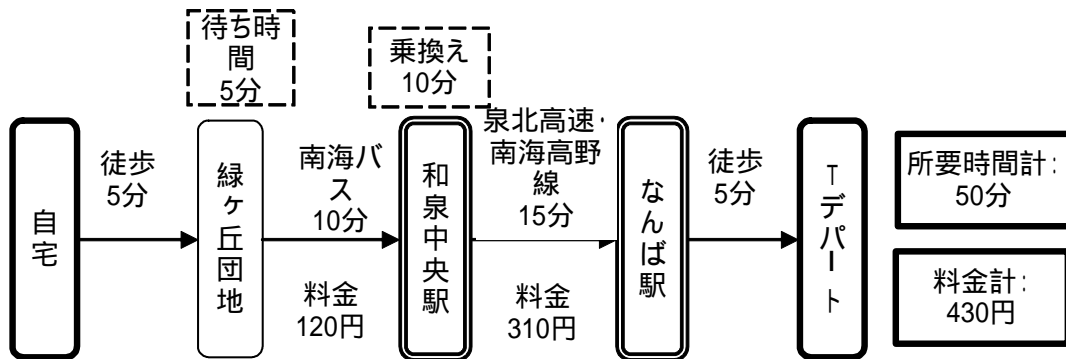 待ち時
間
5分
乗換え
10分
自宅
徒歩
5分
緑ヶ丘団地
南海バ
ス
10分
料金
120円
和泉中央駅
泉北高速・
南海高野
線
15分
料金
310円
なんば駅
徒歩
5分
Tデパート
所要時間計:
50分
料金計:
430円